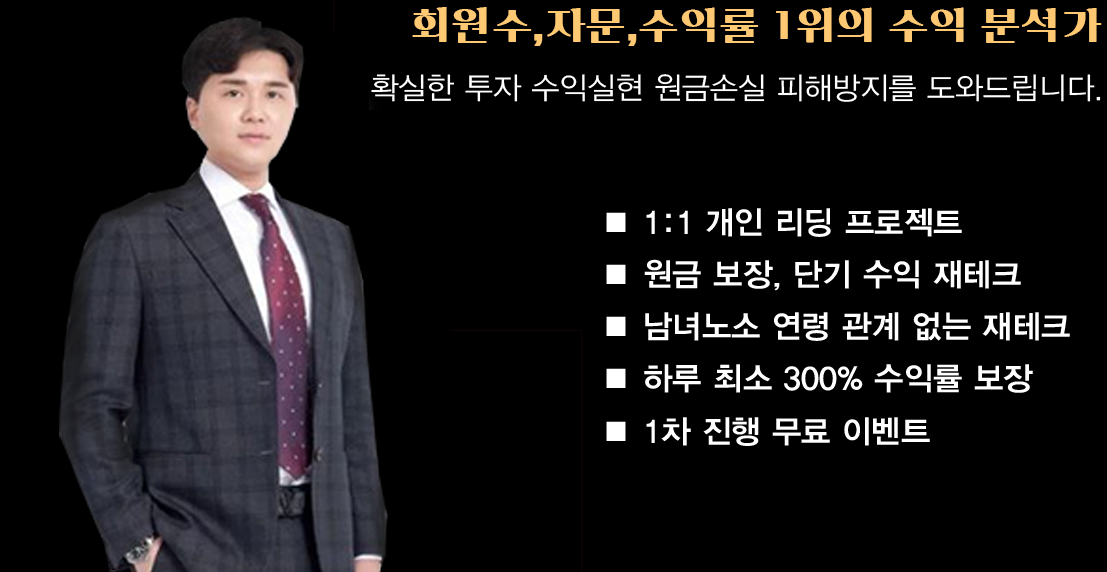 회원수,자문,수익률 1위의 수익 분석가
확실한 투자 수익실현 원금손실 피해방지를 도와드립니다.
■ 1:1 개인 리딩 프로젝트
■ 원금 보장, 단기 수익 재테크
■ 남녀노소 연령 관계 없는 재테크
■ 하루 최소 300% 수익률 보장
■ 1차 진행 무료 이벤트